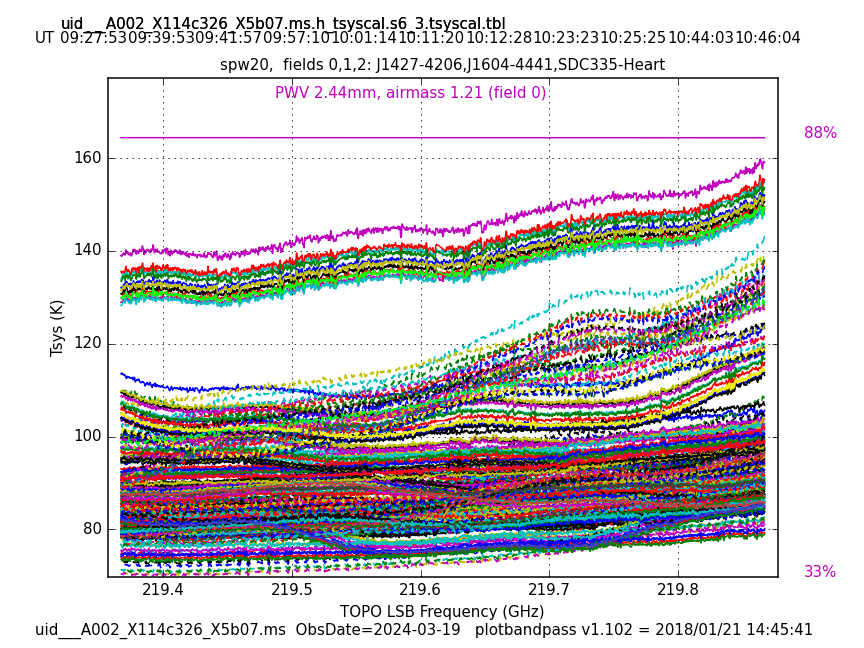 uid___A002_X114c326_X5b07.ms.h_tsyscal.s6_3.tsyscal.tbl
UT 09:27:53 09:39:53 09:41:57 09:57:10 10:01:14 10:11:20 10:12:28 10:23:23 10:25:25 10:44:03 10:46:04
spw20,  fields 0,1,2: J1427-4206,J1604-4441,SDC335-Heart
PWV 2.44mm, airmass 1.21 (field 0)
88%
160
140
120
100
80
Tsys (K)
33%
219.4 219.5 219.6 219.7 219.8
TOPO LSB Frequency (GHz)
uid___A002_X114c326_X5b07.ms  ObsDate=2024-03-19   plotbandpass v1.102 = 2018/01/21 14:45:41